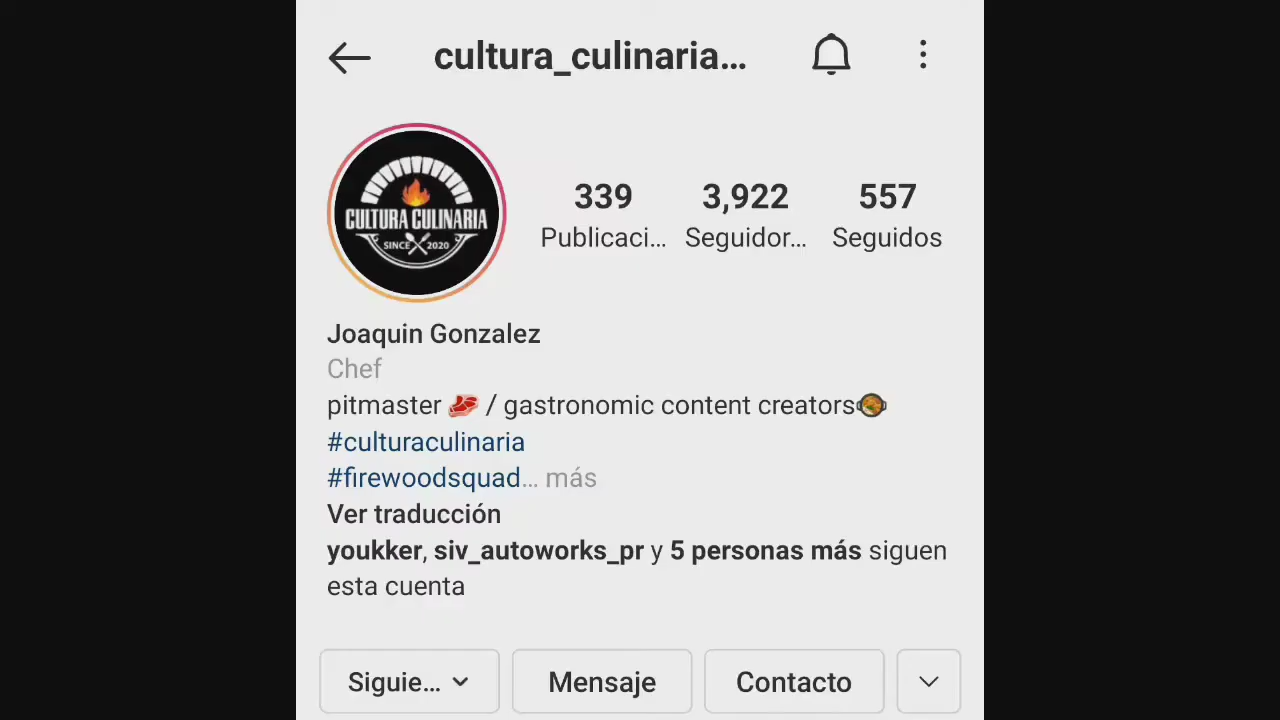 cultura_culinaria...
CULTURA CULINARIA
SINCE 2020
339 3,922 557
Publicaci... Seguidor... Seguidos
Joaquin Gonzalez
Chef
pitmaster 🥩 / gastronomic content creators🥘
#culturaculinaria
#firewoodsquad... más
Ver traducción
youkker, siv_autoworks_pr y 5 personas más siguen
esta cuenta
Siguie... Mensaje Contacto